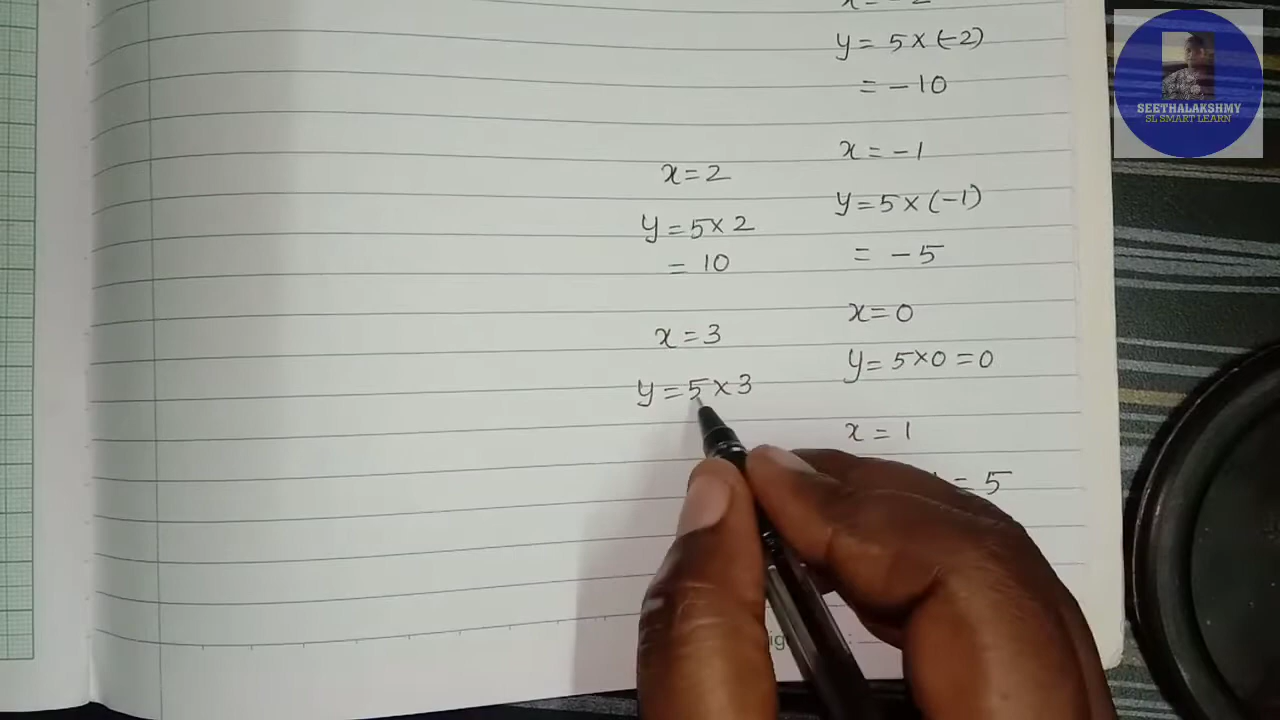 x = -2
y = 5 × (-2)
= -10
x = -1
y = 5 × (-1)
= -5
x = 0
y = 5 × 0 = 0
x = 1
= 5
x = 2
y = 5 × 2
= 10
x = 3
y = 5 × 3
SEETHALAKSHMY
SL SMART LEARN